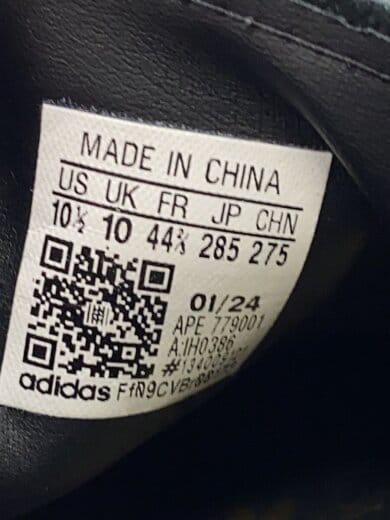 MADE IN CHINA
US UK FR JP CHN
10½ 10 44⅔ 285 275
01/24
APE 779001
A:IH0386
adidas